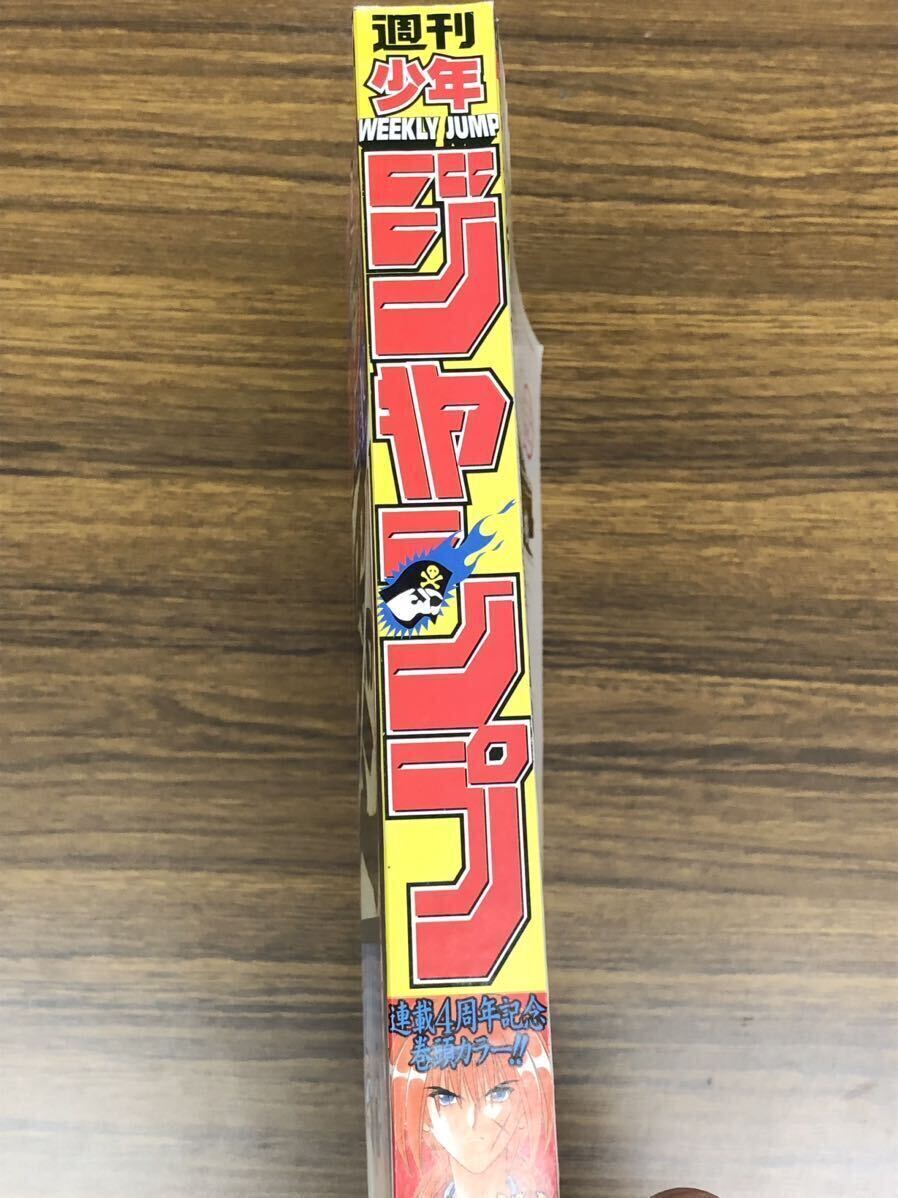 週刊
少年
WEEKLY JUMP
ジャンプ
連載4周年記念
巻頭カラー!!